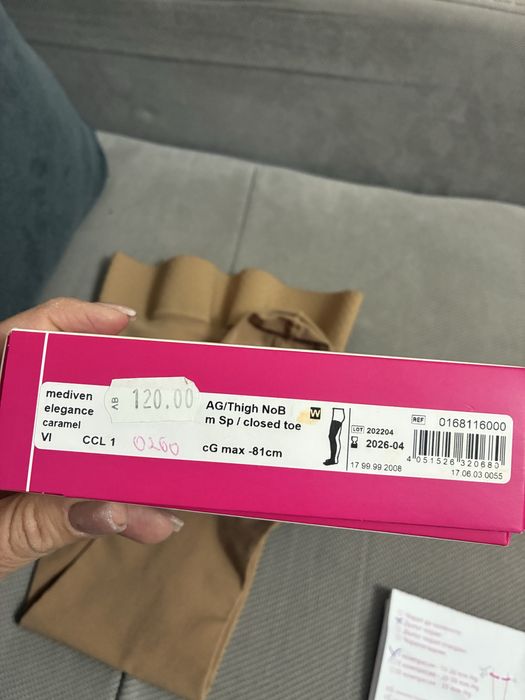 mediven
elegance
caramel
VI CCL 1
AB 120.00
0290
AG/Thigh NoB W
m Sp / closed toe
cG max -81cm
LOT 202204
2026-04
17 99.99 2008
REF 0168116000
4 051526 320680
17 06.03.0055